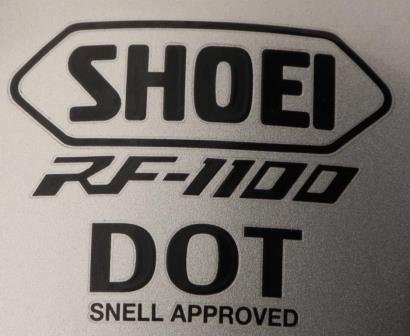 SHOEI
RF-1100
DOT
SNELL APPROVED